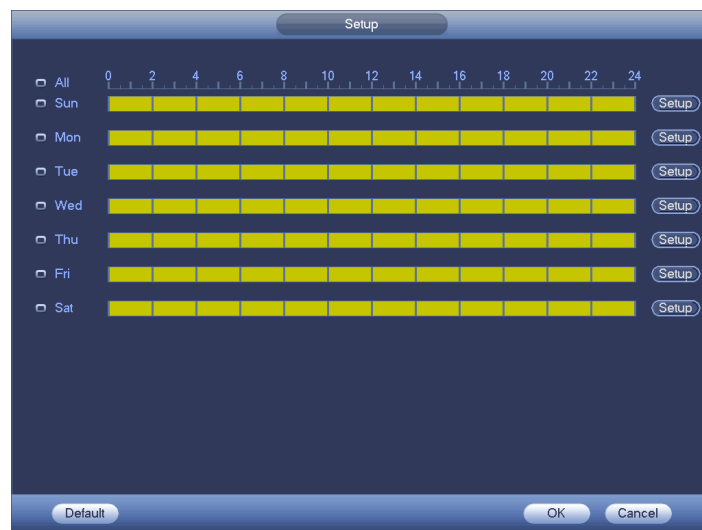 Setup
All 0 2 4 6 8 10 12 14 16 18 20 22 24
Sun Setup
Mon Setup
Tue Setup
Wed Setup
Thu Setup
Fri Setup
Sat Setup
Default OK Cancel